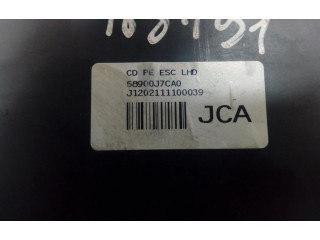 CD PE ESC LHD
58900J7CA0
J1202111100039
JCA